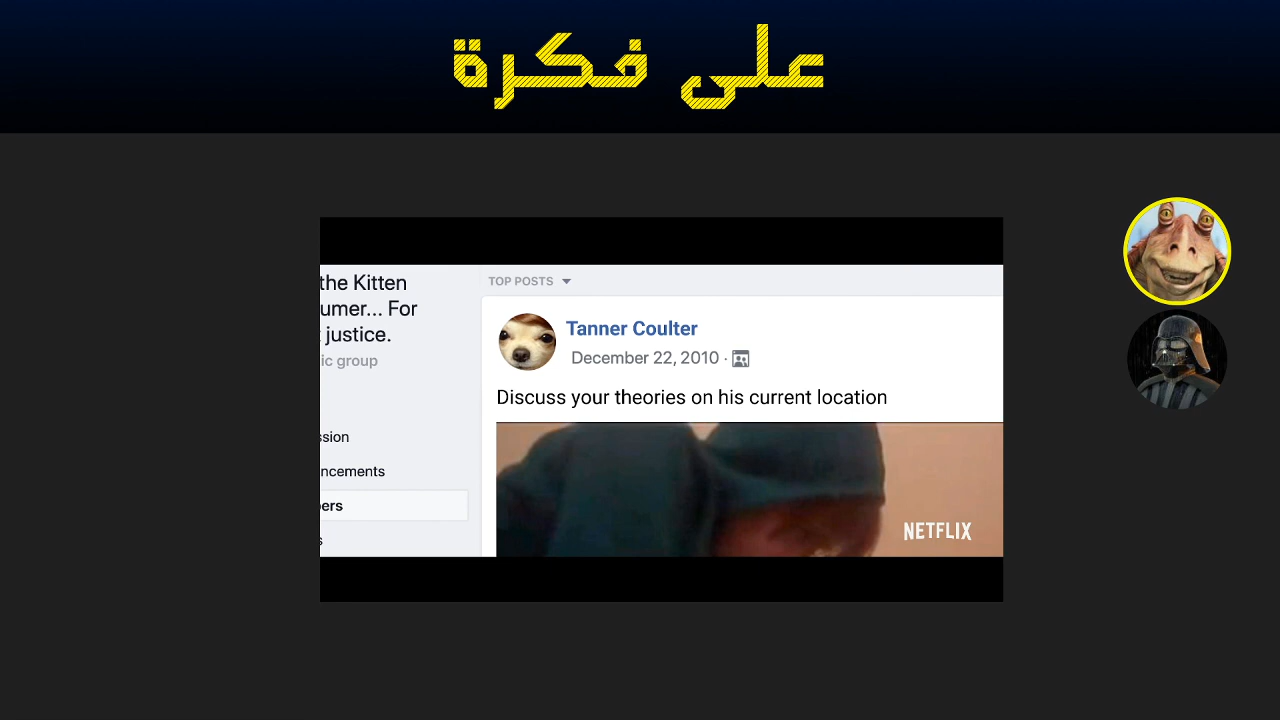 على فكرة
the Kitten
umer... For
justice.
ic group
ssion
ncements
ers
s
TOP POSTS
Tanner Coulter
December 22, 2010 ·
Discuss your theories on his current location
NETFLIX